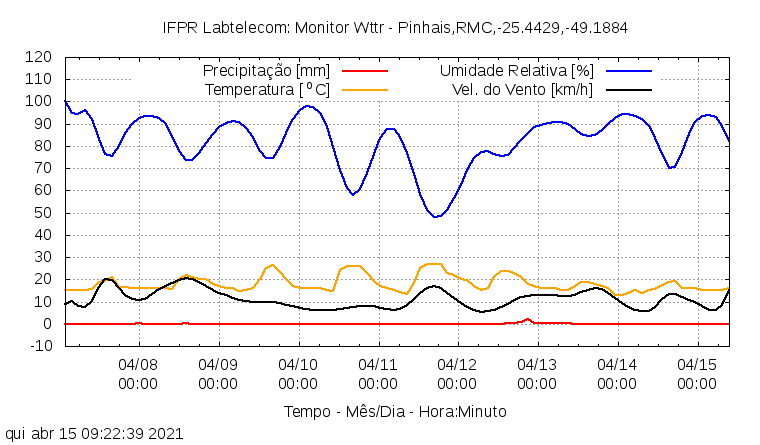 IFPR Labtelecom: Monitor Wttr - Pinhais,RMC,-25.4429,-49.1884
Precipitação [mm]
Temperatura [ ⁰C]
Umidade Relativa [%]
Vel. do Vento [km/h]
120
110
100
90
80
70
60
50
40
30
20
10
0
-10
04/08 04/09 04/10 04/11 04/12 04/13 04/14 04/15
00:00 00:00 00:00 00:00 00:00 00:00 00:00 00:00
Tempo - Mês/Dia - Hora:Minuto
qui abr 15 09:22:39 2021